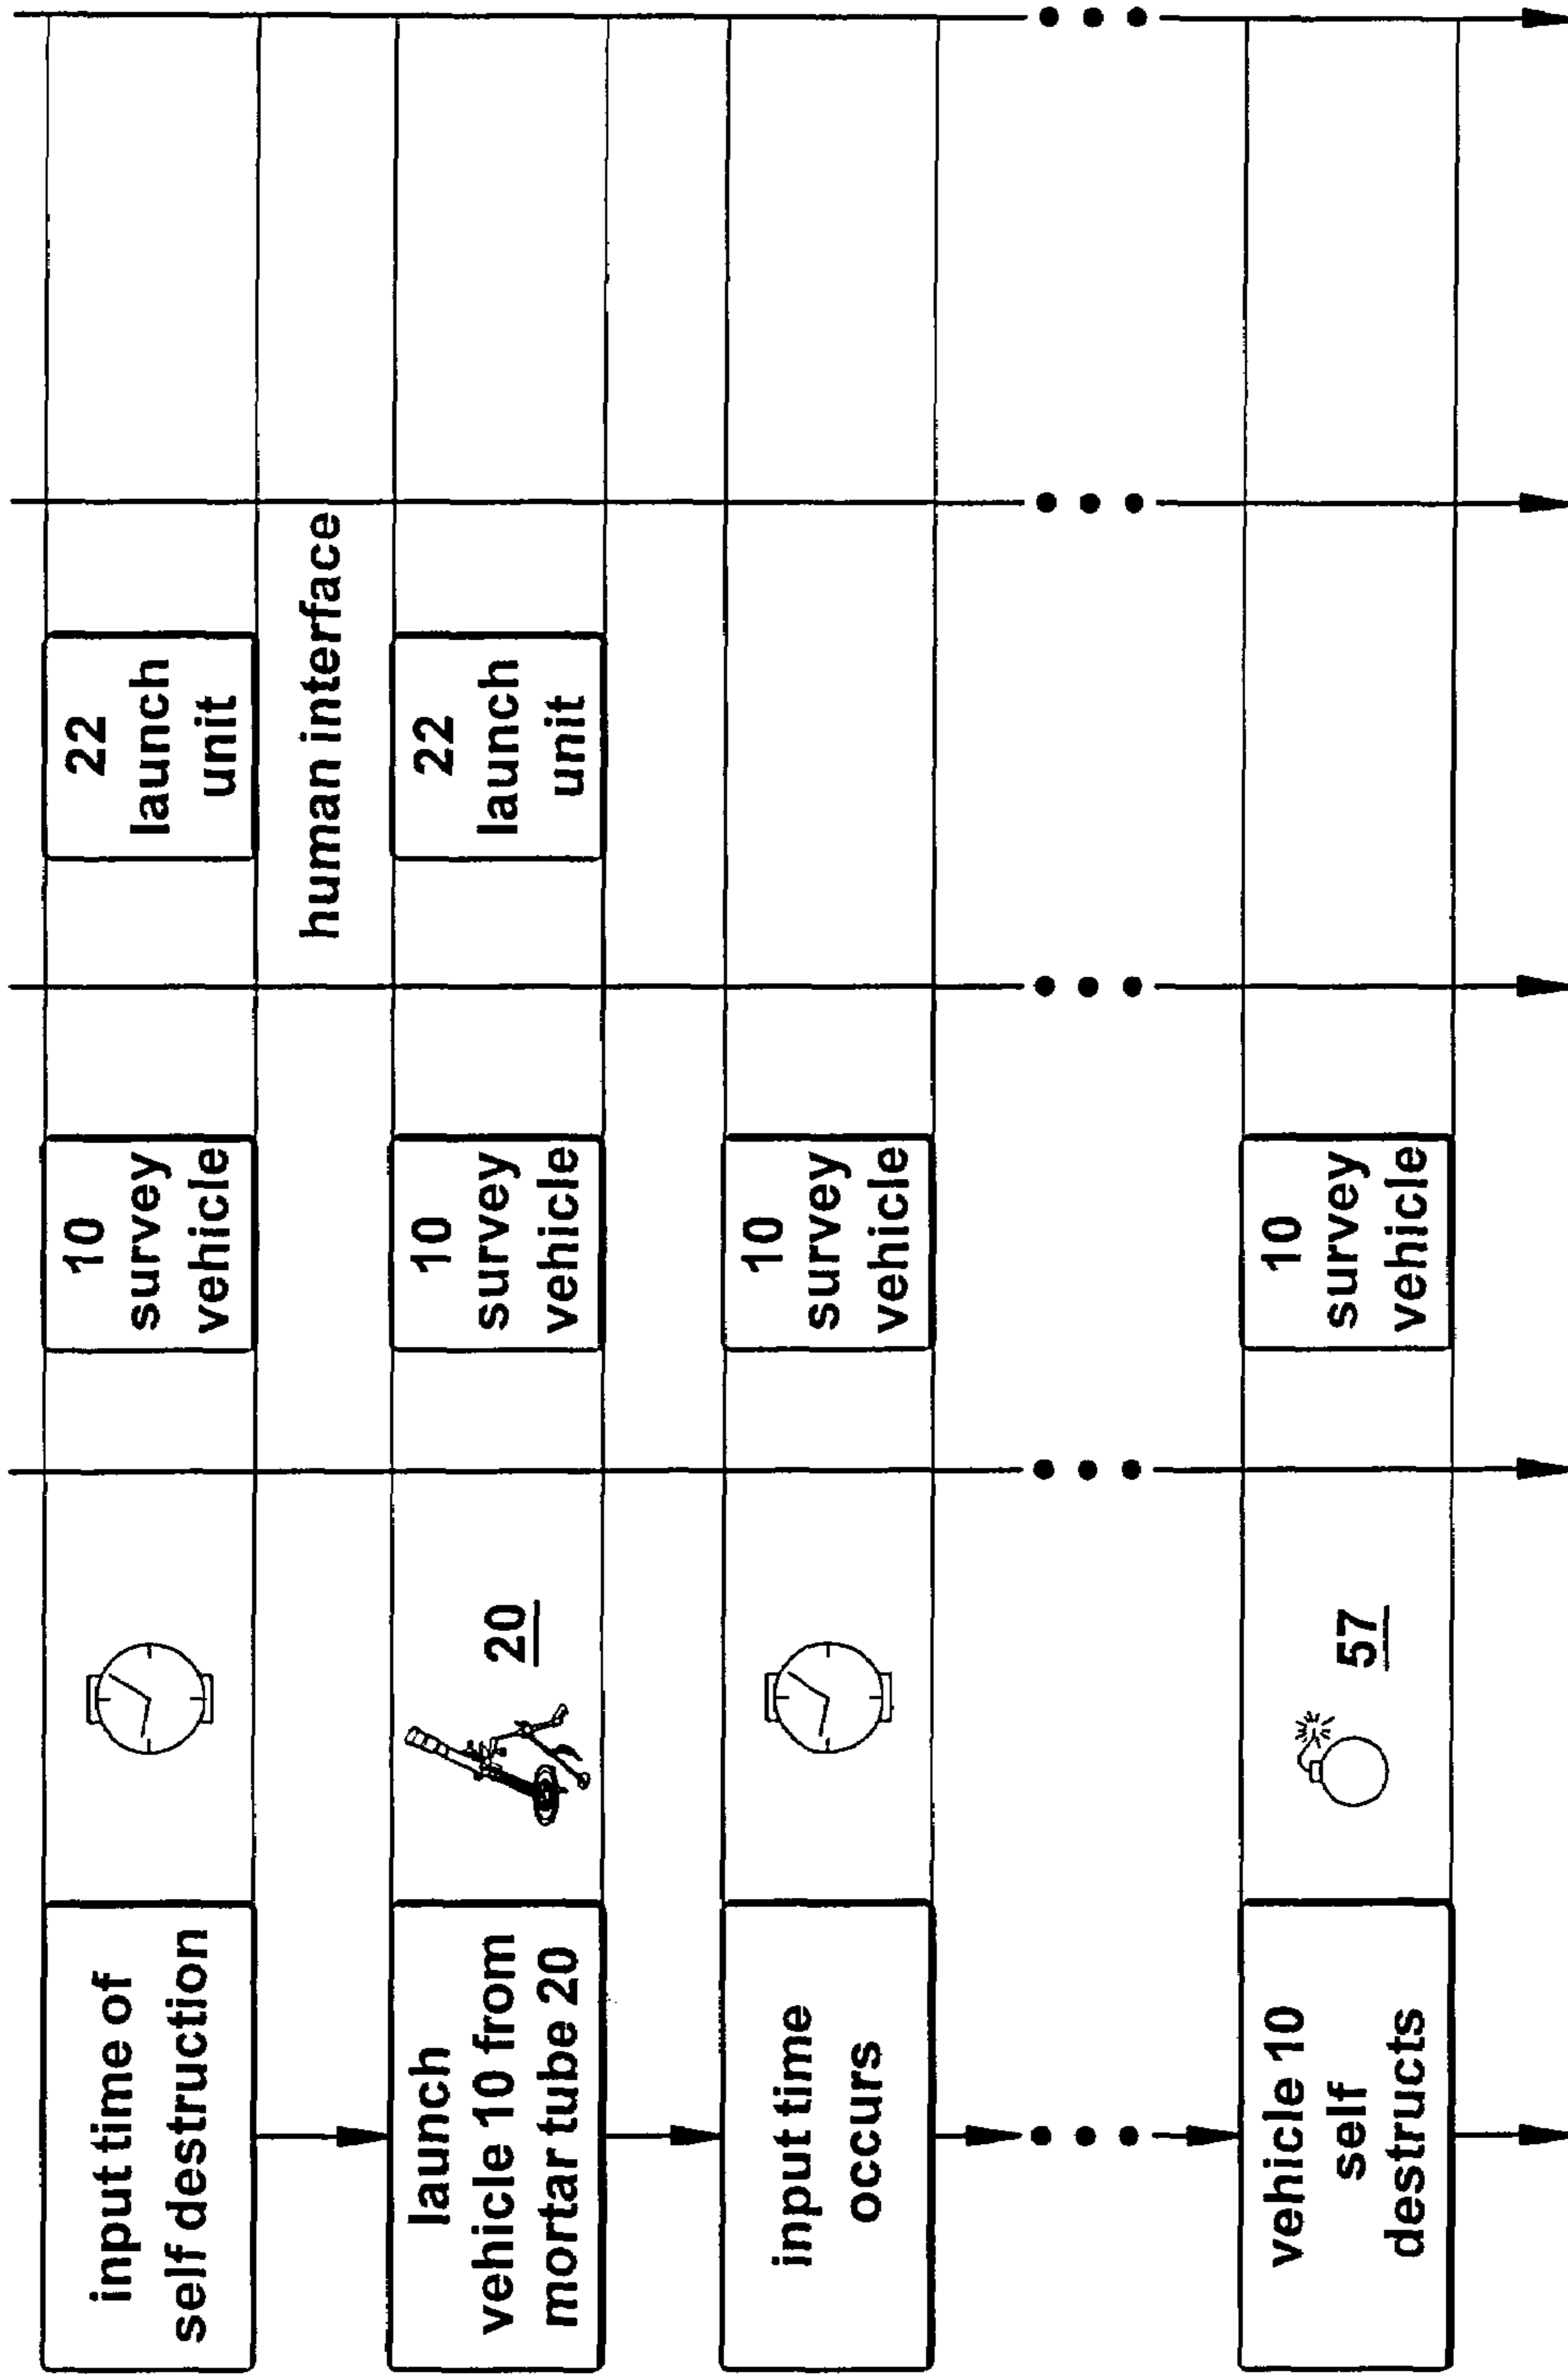 input time of
self destruction
10
survey
vehicle
22
launch
unit
human interface
launch
vehicle 10 from
mortar tube 20
20
10
survey
vehicle
22
launch
unit
input time
occurs
10
survey
vehicle
vehicle 10
self
destructs
57
10
survey
vehicle